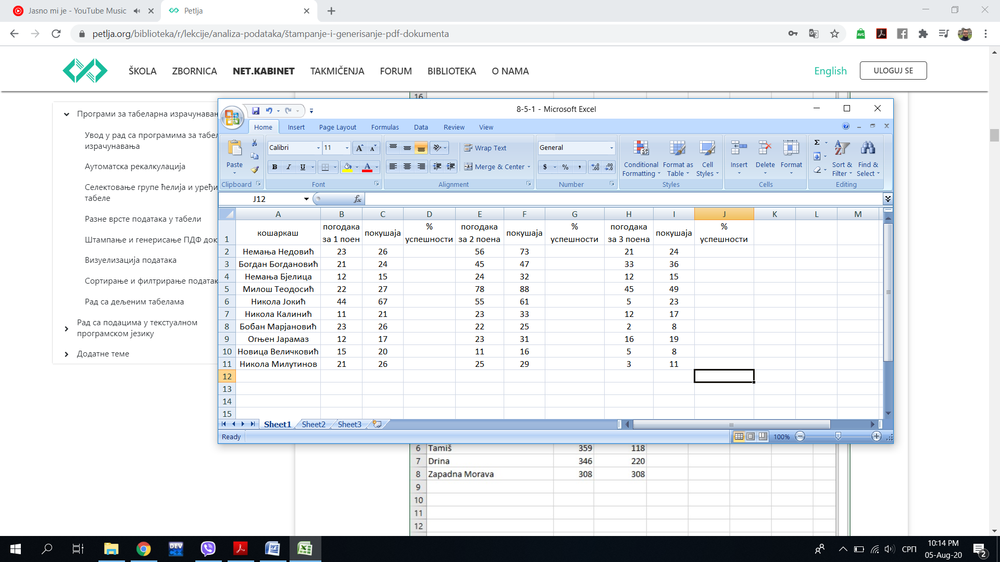 Jasno mi je - YouTube Music
Petlja
petlja.org/biblioteka/r/lekcije/analiza-podataka/štampanje-i-generisanje-pdf-dokumenta
AVG
ŠKOLA ZBORNICA NET.KABINET TAKMIČENJA FORUM BIBLIOTEKA O NAMA English ULOGUJ SE
16
Програми за табеларна израчунаван
Увод у рад са програмима за табел
израчунавања
Аутоматска рекалкулација
Селектовање групе ћелија и уређи
табеле
Разне врсте података у табели
Штампање и генерисање ПДФ док
Визуелизација података
Сортирање и филтрирање податак
Рад са дељеним табелама
Рад са подацима у текстуалном
програмском језику
Додатне теме
8-5-1 - Microsoft Excel
Home Insert Page Layout Formulas Data Review View
Paste
Clipboard
Calibri 11
B I U
Font
Wrap Text
Merge & Center
Alignment
General
$ % ,
Number
Conditional Formatting
Format as Table
Cell Styles
Styles
Insert Delete Format
Cells
Sort & Filter
Find & Select
Editing
J12 fx
A B C D E F G H I J K L M
1 кошаркаш погодака за 1 поен покушаја % успешности погодака за 2 поена покушаја % успешности погодака за 3 поена покушаја % успешности
2 Немања Недовић 23 26 56 73 21 24
3 Богдан Богдановић 21 24 45 47 33 36
4 Немања Бјелица 12 15 24 32 12 15
5 Милош Теодосић 22 27 78 88 45 49
6 Никола Јокић 44 67 55 61 5 23
7 Никола Калинић 11 21 23 33 12 17
8 Бобан Марјановић 23 26 22 25 2 8
9 Огњен Јарамаз 12 17 23 31 16 19
10 Новица Величковић 15 20 11 16 5 8
11 Никола Милутинов 21 26 25 29 3 11
12
13
14
15
Sheet1 Sheet2 Sheet3
Ready 100%
6 Tamiš 359 118
7 Drina 346 220
8 Zapadna Morava 308 308
9
10
11
12
DEV
СРП
10:14 PM
05-Aug-20
2